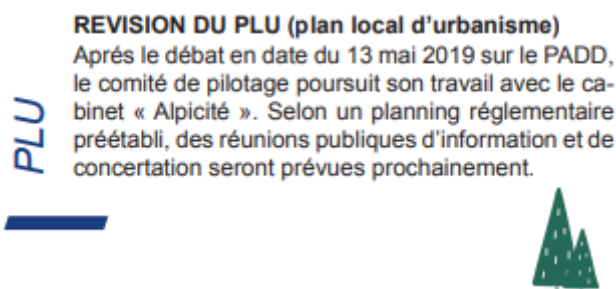 REVISION DU PLU (plan local d'urbanisme)
Aprés le débat en date du 13 mai 2019 sur le PADD,
le comité de pilotage poursuit son travail avec le ca-
binet « Alpicité ». Selon un planning réglementaire
préétabli, des réunions publiques d'information et de
concertation seront prévues prochainement.
PLU